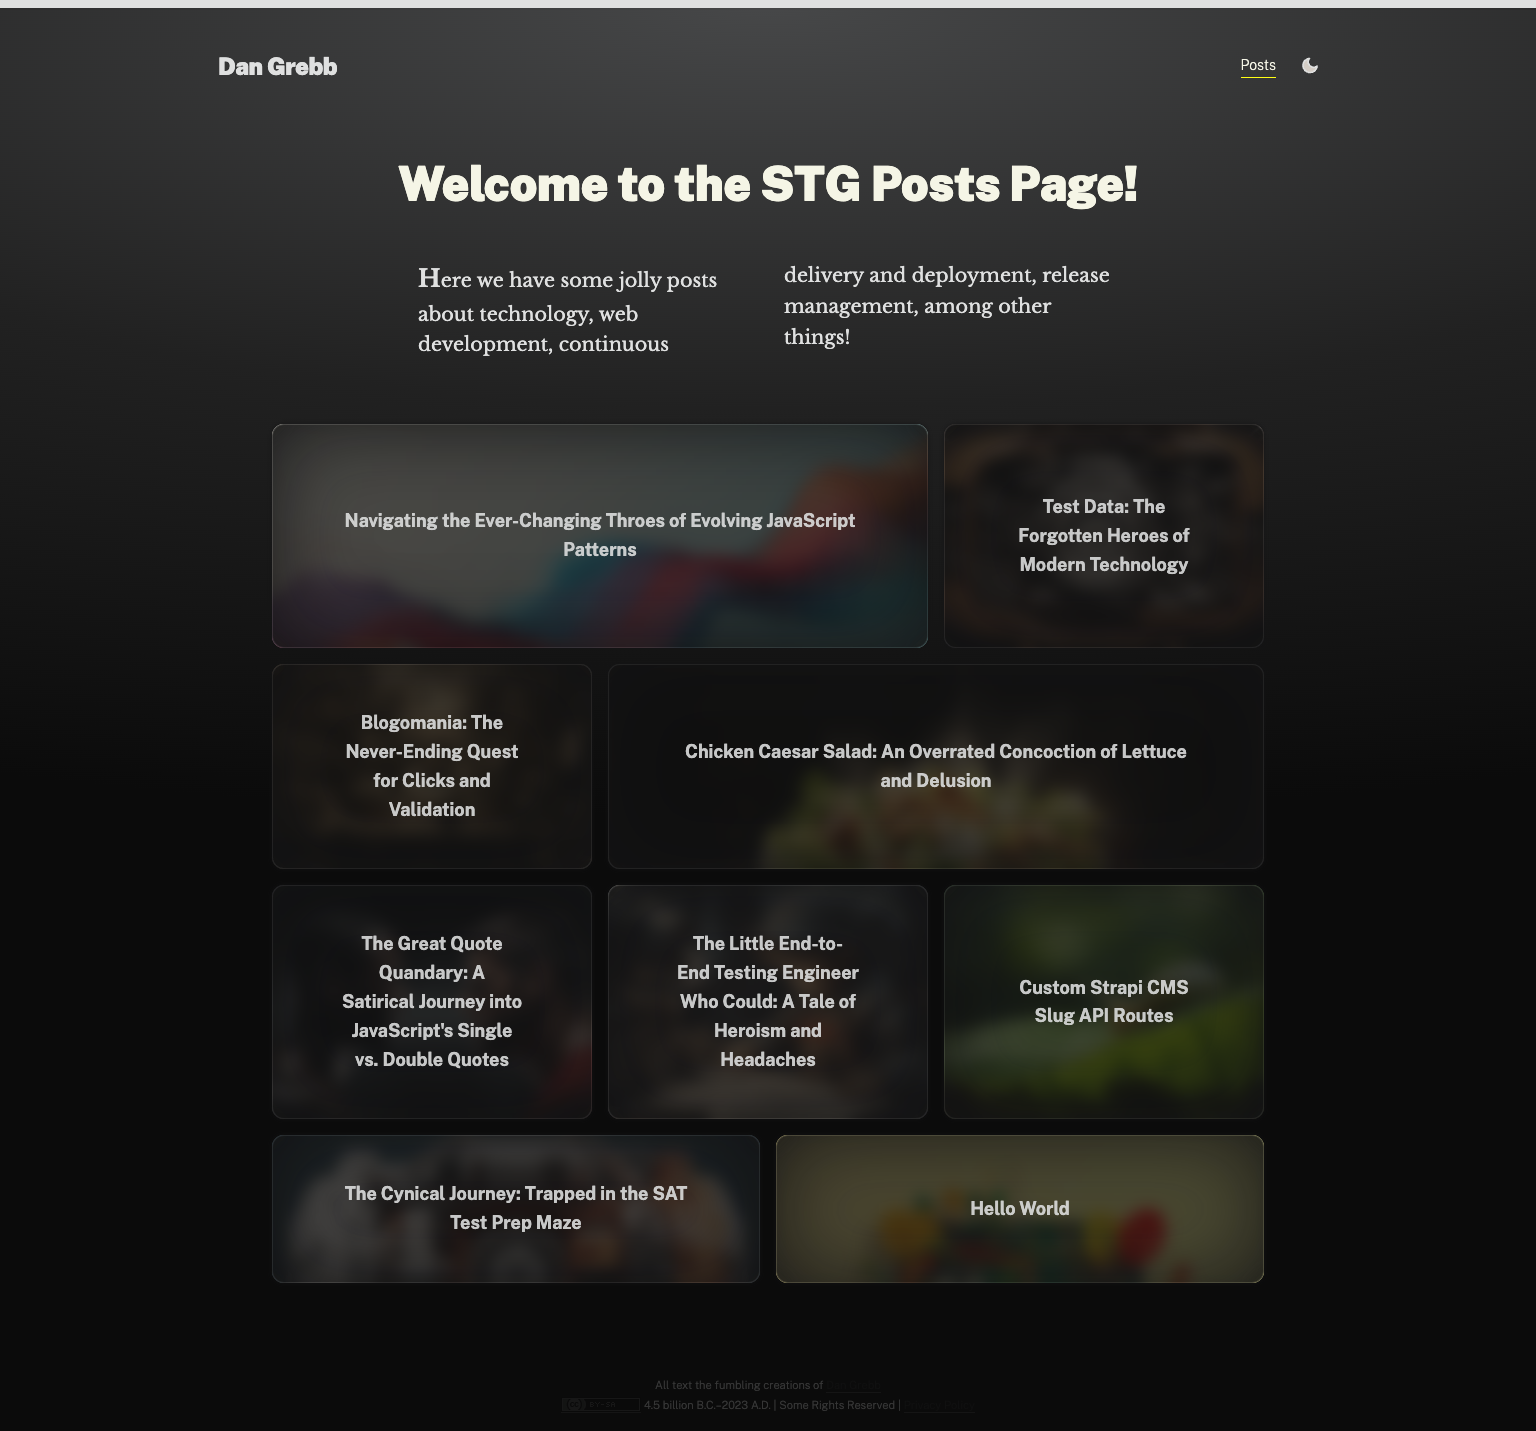 Dan Grebb
Posts
Welcome to the STG Posts Page!
Here we have some jolly posts
about technology, web
development, continuous
delivery and deployment, release
management, among other
things!
Navigating the Ever-Changing Throes of Evolving JavaScript
Patterns
Test Data: The
Forgotten Heroes of
Modern Technology
Blogomania: The
Never-Ending Quest
for Clicks and
Validation
Chicken Caesar Salad: An Overrated Concoction of Lettuce
and Delusion
The Great Quote
Quandary: A
Satirical Journey into
JavaScript's Single
vs. Double Quotes
The Little End-to-
End Testing Engineer
Who Could: A Tale of
Heroism and
Headaches
Custom Strapi CMS
Slug API Routes
The Cynical Journey: Trapped in the SAT
Test Prep Maze
Hello World
All text the fumbling creations of
4.5 billion B.C.–2023 A.D. | Some Rights Reserved |